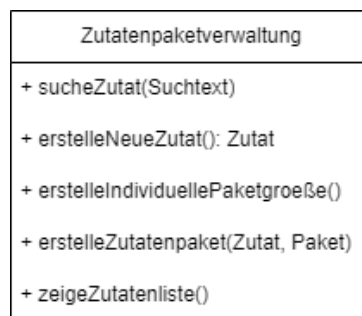 Zutatenpaketverwaltung
+ sucheZutat(Suchtext)
+ erstelleNeueZutat(): Zutat
+ erstelleIndividuellePaketgroeße()
+ erstelleZutatenpaket(Zutat, Paket)
+ zeigeZutatenliste()